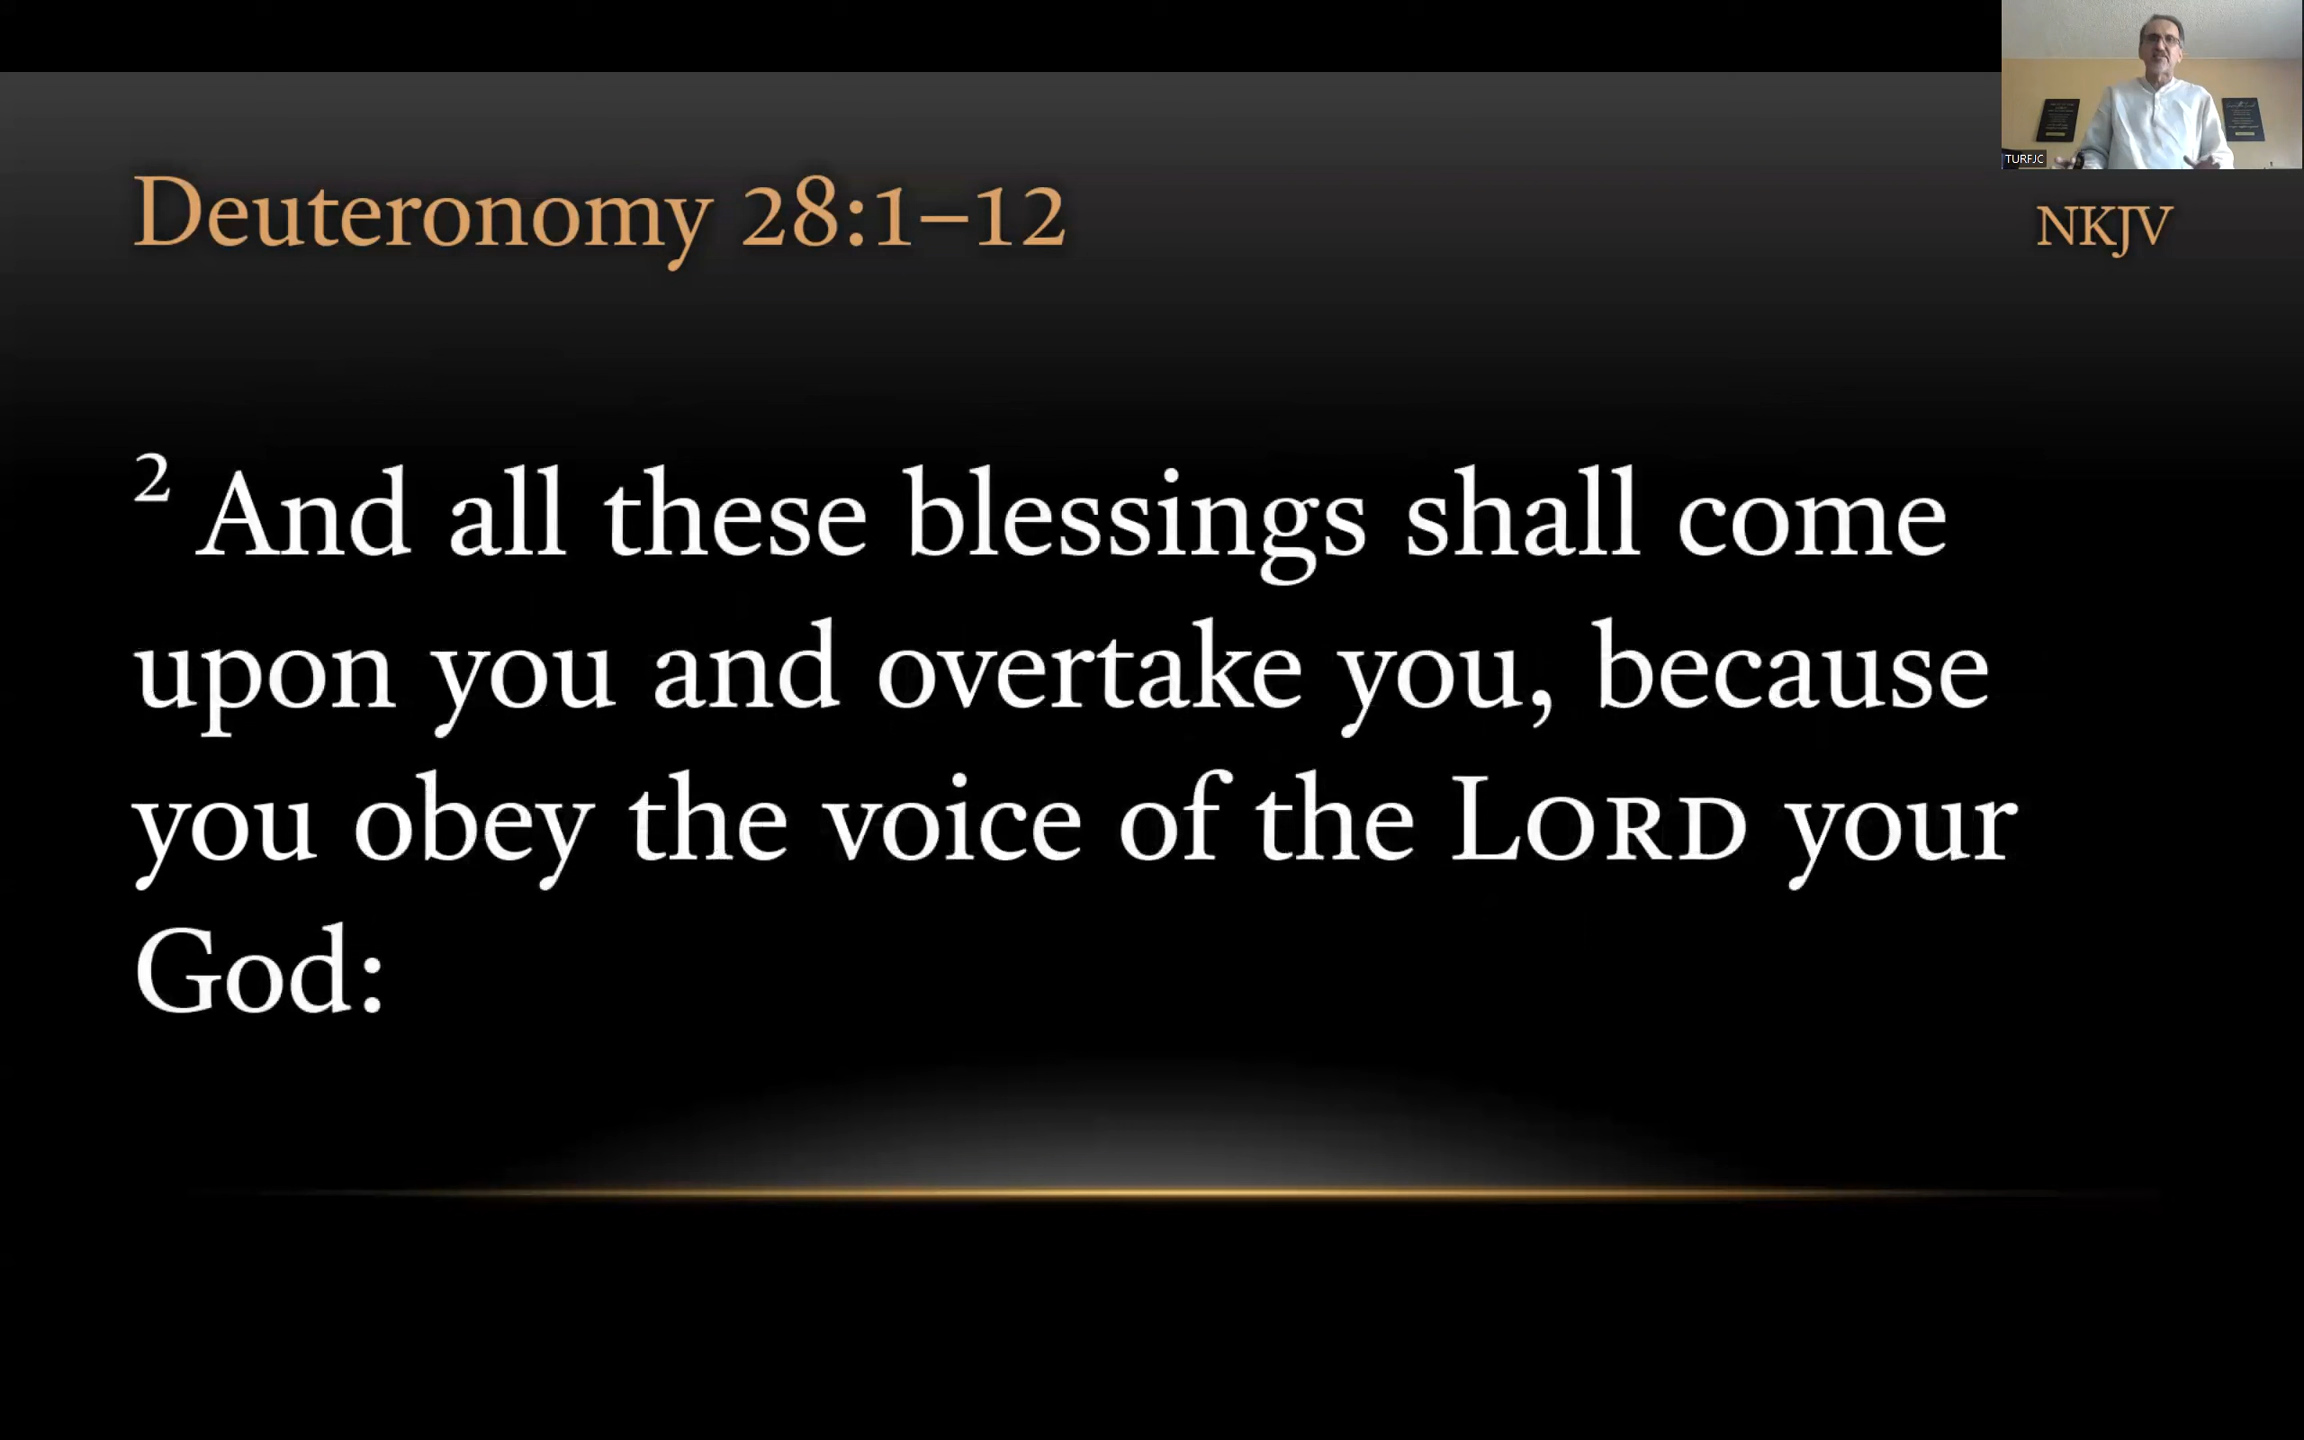 Deuteronomy 28:1–12
NKJV
2 And all these blessings shall come
upon you and overtake you, because
you obey the voice of the LORD your
God:
TURFJC